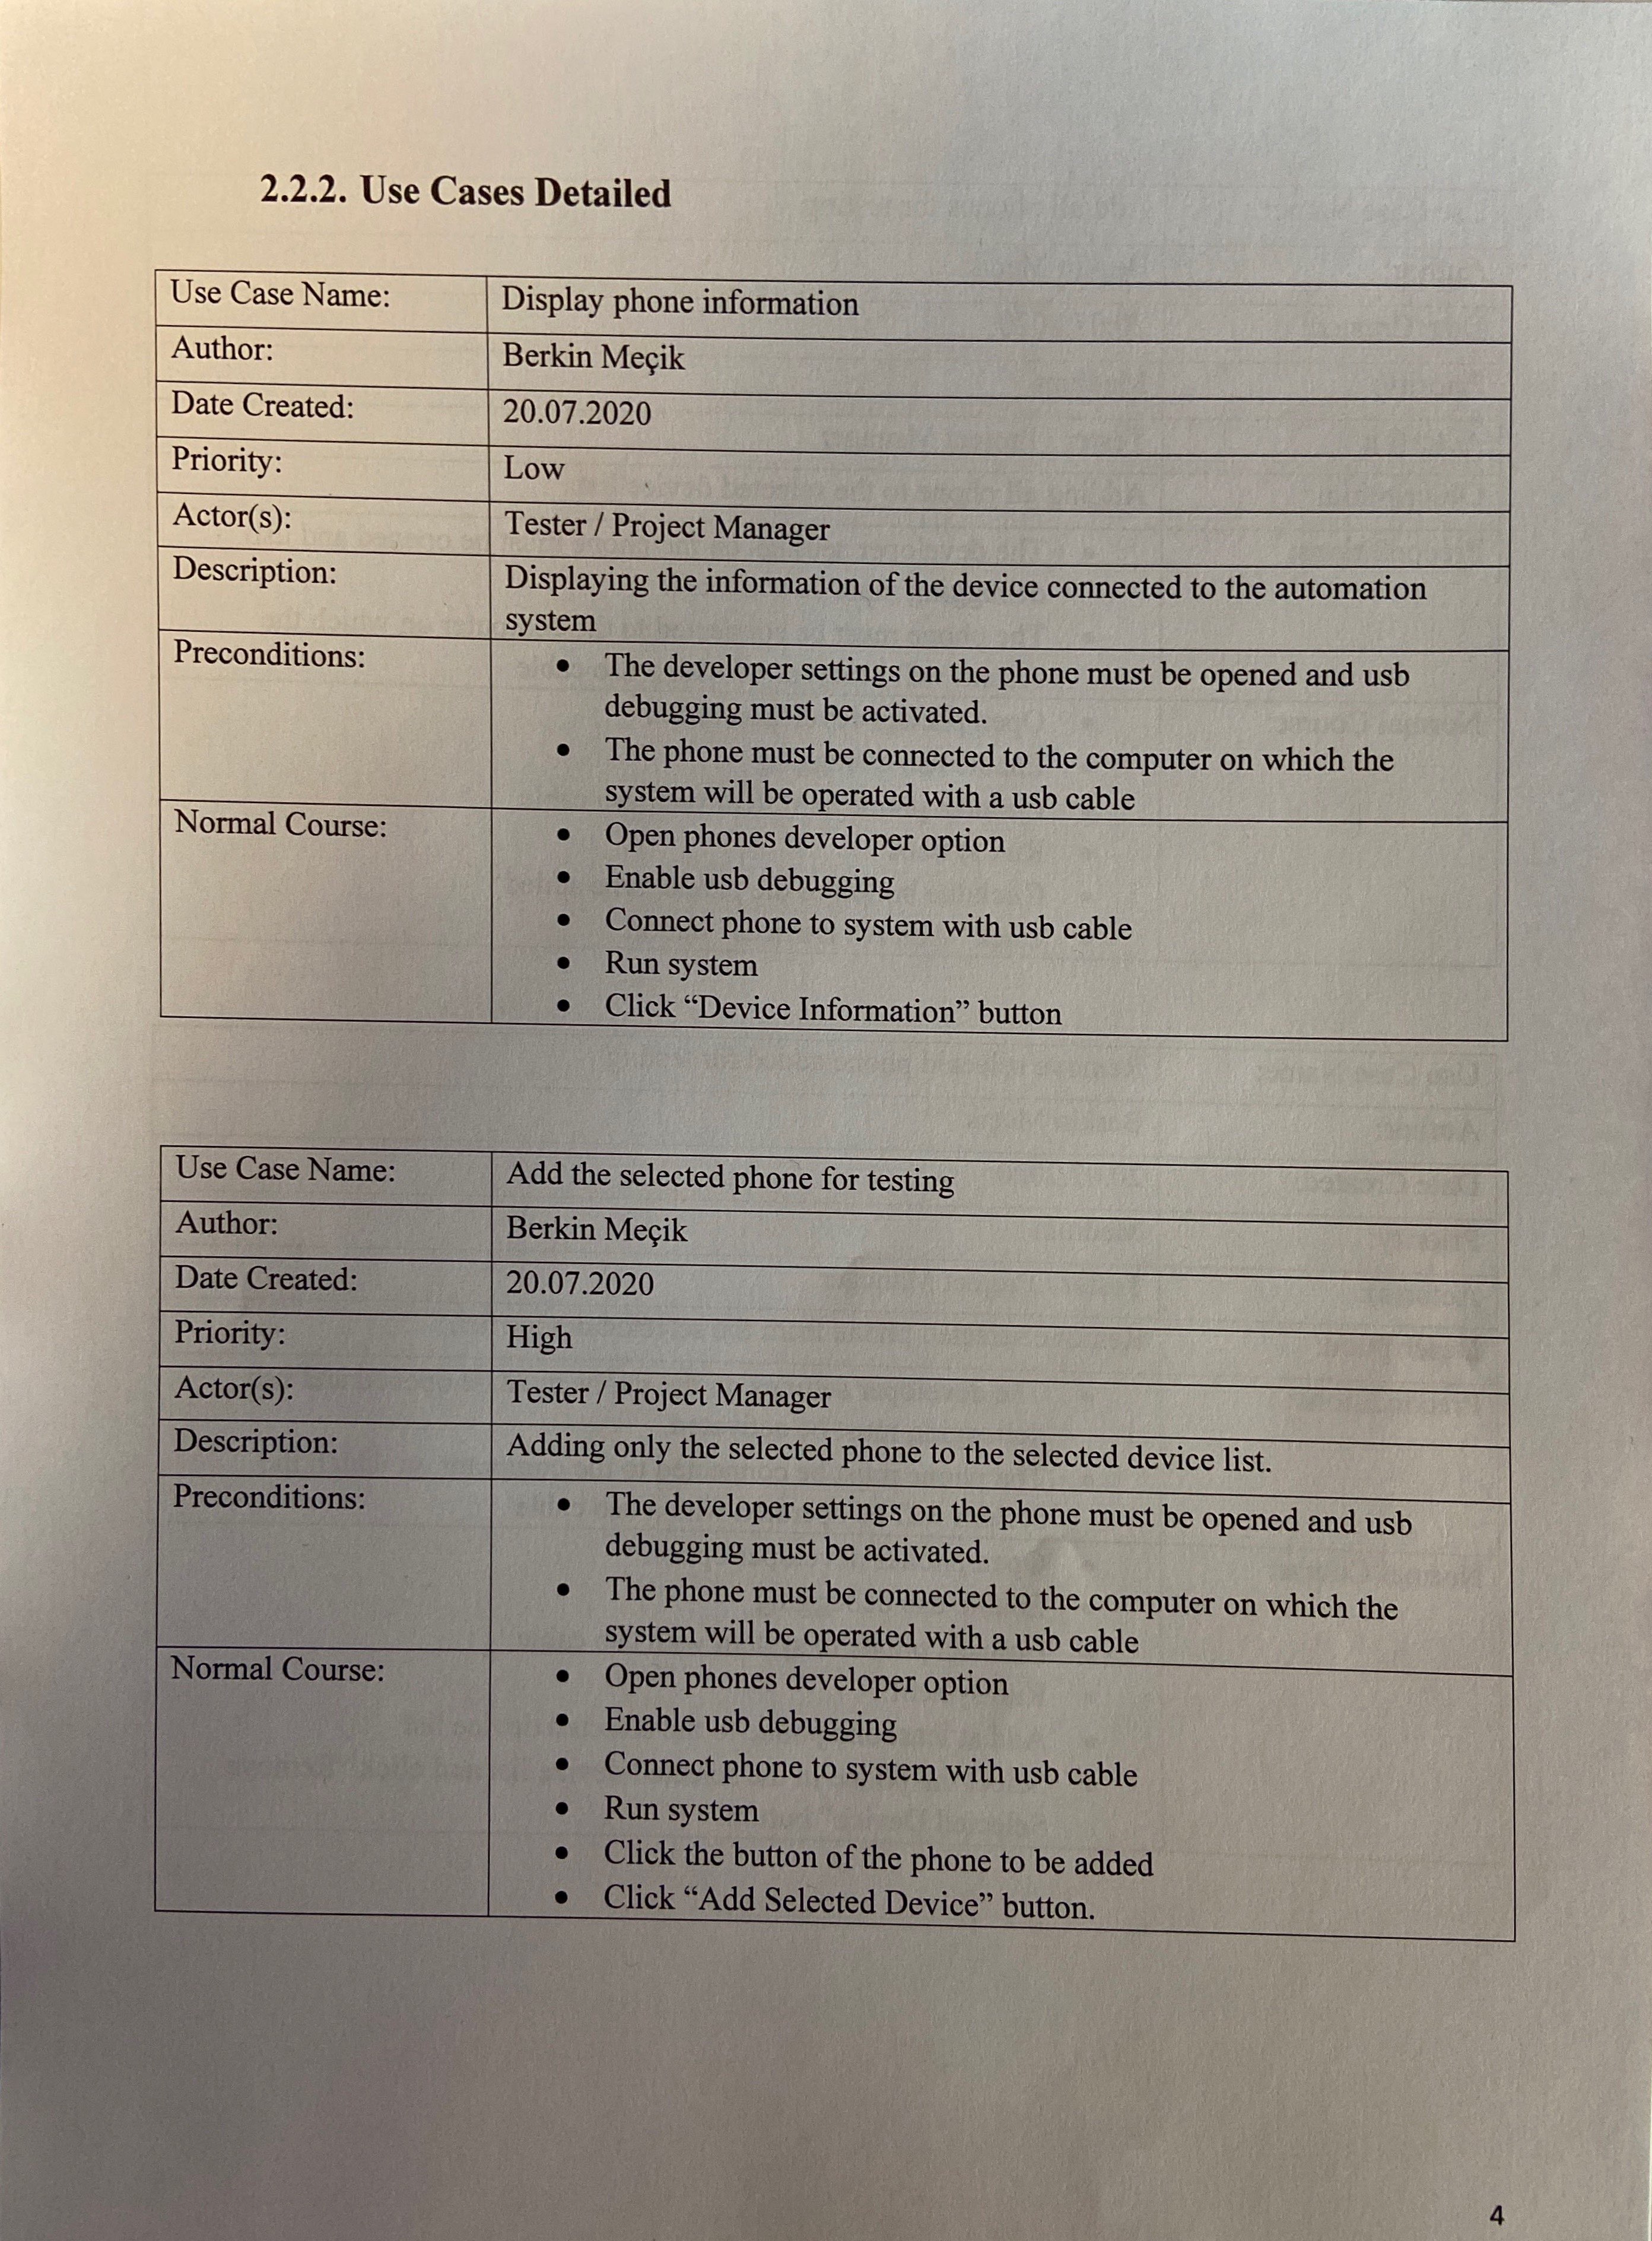 2.2.2. Use Cases Detailed
Use Case Name: Display phone information
Author: Berkin Meçik
Date Created: 20.07.2020
Priority: Low
Actor(s): Tester / Project Manager
Description: Displaying the information of the device connected to the automation
system
Preconditions: • The developer settings on the phone must be opened and usb
debugging must be activated.
• The phone must be connected to the computer on which the
system will be operated with a usb cable
Normal Course: • Open phones developer option
• Enable usb debugging
• Connect phone to system with usb cable
• Run system
• Click “Device Information” button
Use Case Name: Add the selected phone for testing
Author: Berkin Meçik
Date Created: 20.07.2020
Priority: High
Actor(s): Tester / Project Manager
Description: Adding only the selected phone to the selected device list.
Preconditions: • The developer settings on the phone must be opened and usb
debugging must be activated.
• The phone must be connected to the computer on which the
system will be operated with a usb cable
Normal Course: • Open phones developer option
• Enable usb debugging
• Connect phone to system with usb cable
• Run system
• Click the button of the phone to be added
• Click “Add Selected Device” button.
4